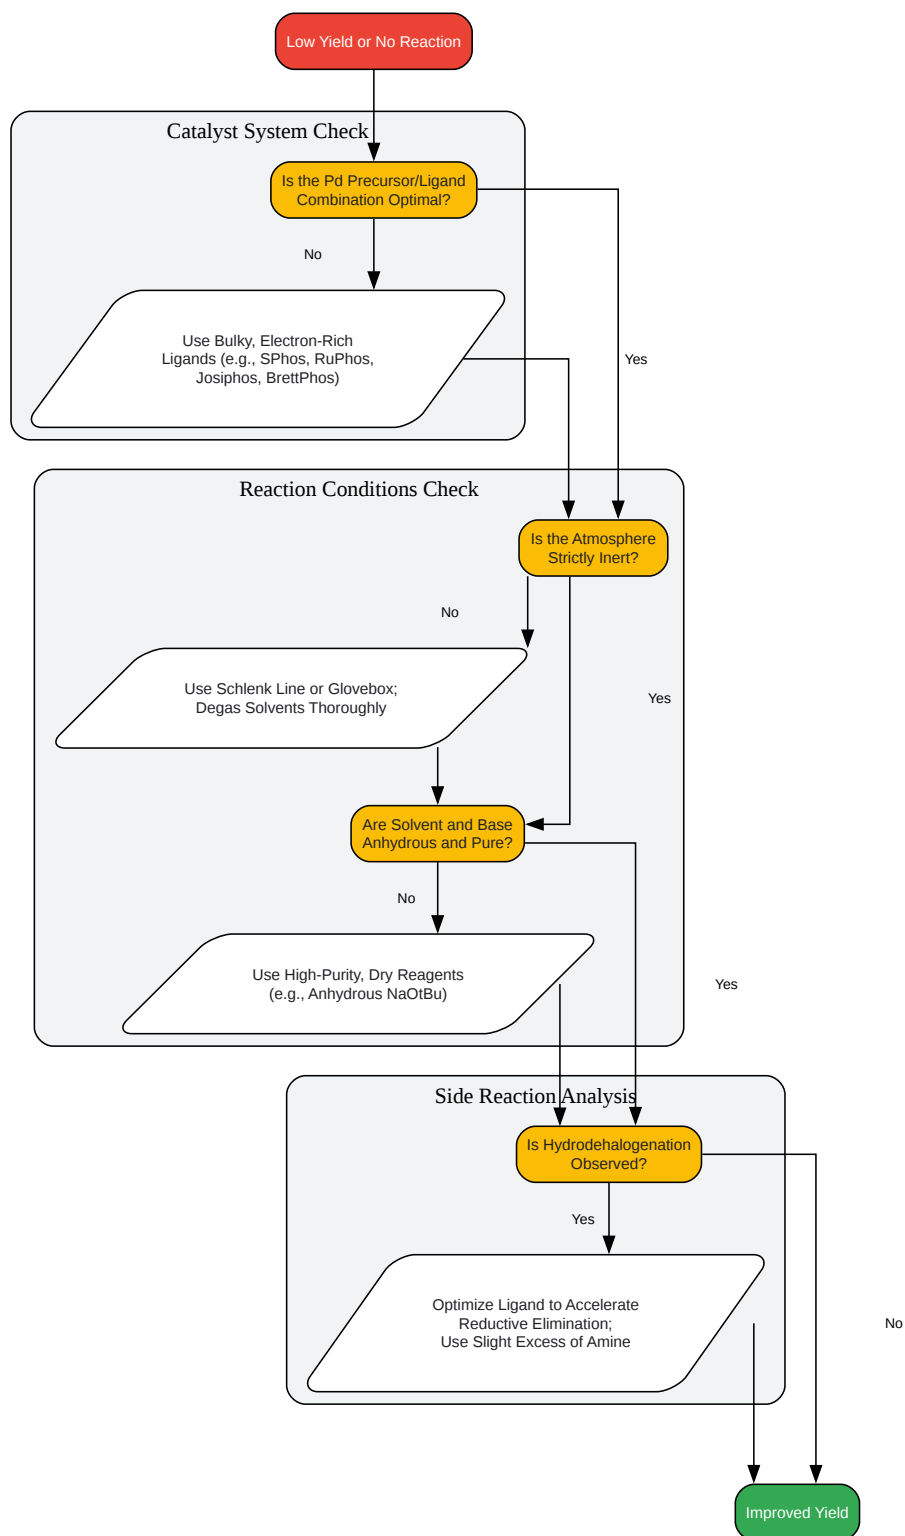 Low Yield or No Reaction
Catalyst System Check
Is the Pd Precursor/Ligand
Combination Optimal?
No
Use Bulky, Electron-Rich
Ligands (e.g., SPhos, RuPhos,
Josiphos, BrettPhos)
Yes
Reaction Conditions Check
Is the Atmosphere
Strictly Inert?
No
Use Schlenk Line or Glovebox;
Degas Solvents Thoroughly
Yes
Are Solvent and Base
Anhydrous and Pure?
No
Use High-Purity, Dry Reagents
(e.g., Anhydrous NaOtBu)
Yes
Side Reaction Analysis
Is Hydrodehalogenation
Observed?
Yes
Optimize Ligand to Accelerate
Reductive Elimination;
Use Slight Excess of Amine
No
Improved Yield